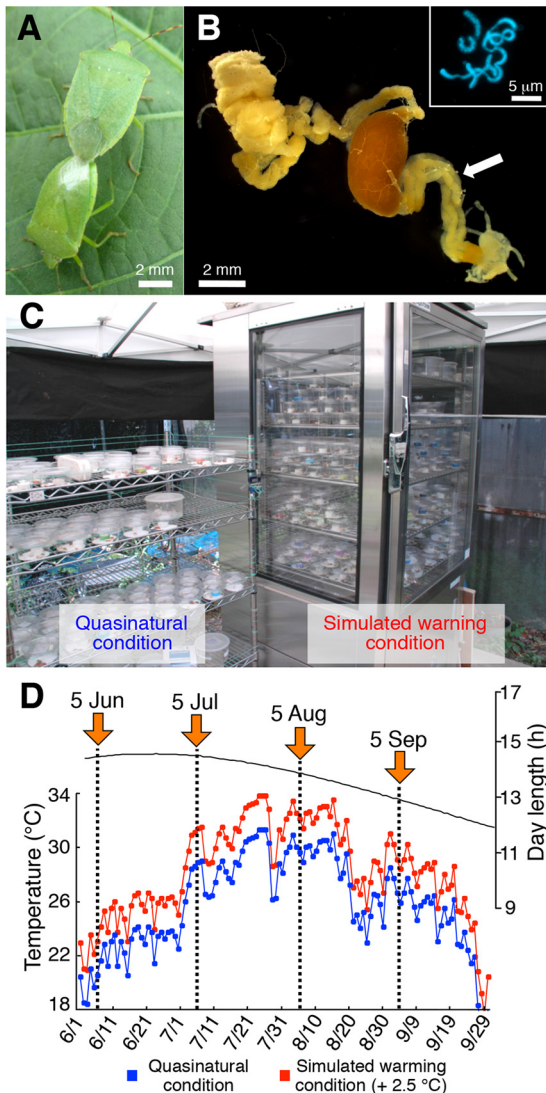 A
2 mm
B
5 μm
2 mm
C
Quasinatural
condition
Simulated warning
condition
D
5 Jun
5 Jul
5 Aug
5 Sep
17
15
13
11
9
Day length (h)
34
30
26
22
18
Temperature (°C)
6/1
6/11
6/21
7/1
7/11
7/21
7/31
8/10
8/20
8/30
9/9
9/19
9/29
Quasinatural
condition
Simulated warming
condition (+ 2.5 °C)